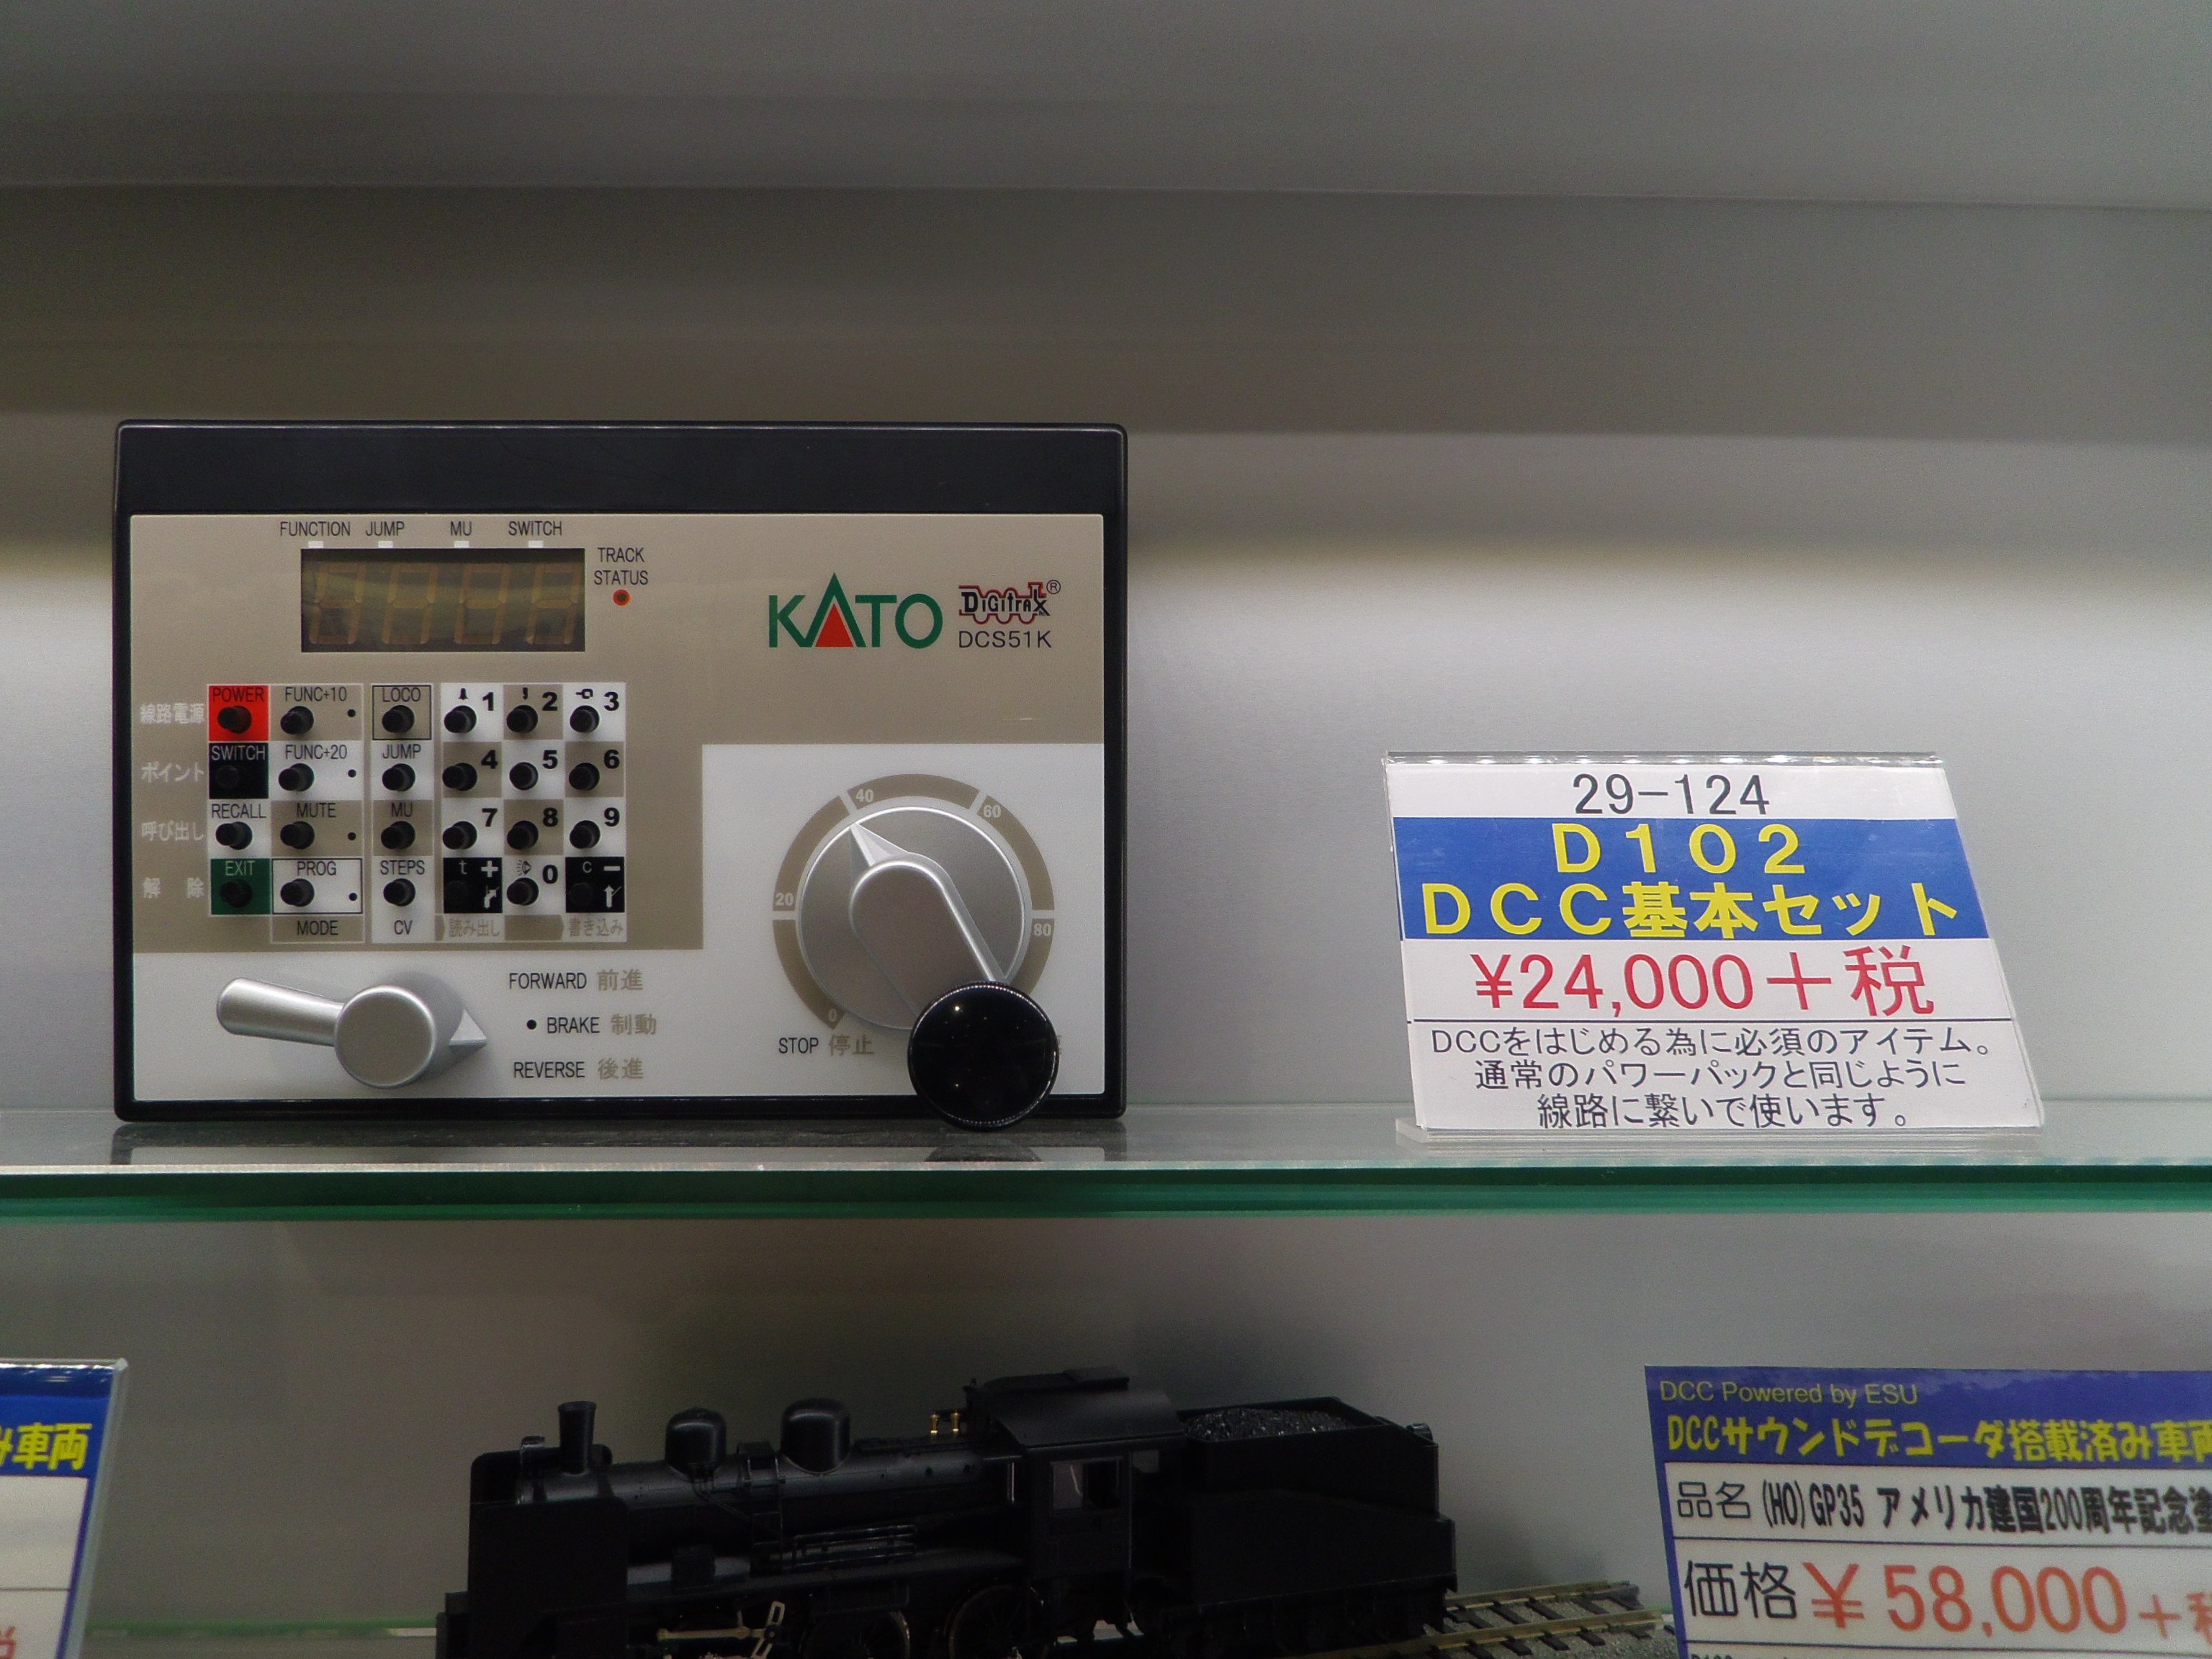 FUNCTION JUMP MU SWITCH
TRACK
STATUS
KATO DIGITRAX®
DCS51K
線路電源 POWER FUNC+10 LOCO 1 2 3
ポイント SWITCH FUNC+20 JUMP 4 5 6
呼び出し RECALL MUTE MU 7 8 9
解除 EXIT PROG STEPS t + 0 c −
MODE CV 読み出し 書き込み
FORWARD 前進
• BRAKE 制動
REVERSE 後進
0 20 40 60 80
STOP 停止
29-124
D102
DCC基本セット
¥24,000+税
DCCをはじめる為に必須のアイテム。
通常のパワーパックと同じように
線路に繋いで使います。
み車両
税
DCC Powered by ESU
DCCサウンドデコーダ搭載済み車両
品名 (HO)GP35 アメリカ建国200周年記念塗
価格 ¥58,000+税